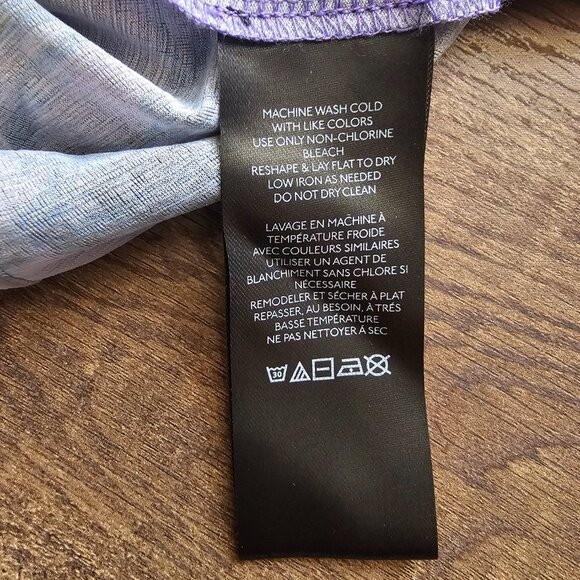 MACHINE WASH COLD
WITH LIKE COLORS
USE ONLY NON-CHLORINE
BLEACH
RESHAPE & LAY FLAT TO DRY
LOW IRON AS NEEDED
DO NOT DRY CLEAN
LAVAGE EN MACHINE À
TEMPÉRATURE FROIDE
AVEC COULEURS SIMILAIRES
UTILISER UN AGENT DE
BLANCHIMENT SANS CHLORE SI
NÉCESSAIRE
REMODELER ET SÉCHER À PLAT
REPASSER, AU BESOIN, À TRÉS
BASSE TEMPÉRATURE
NE PAS NETTOYER Á SEC
30